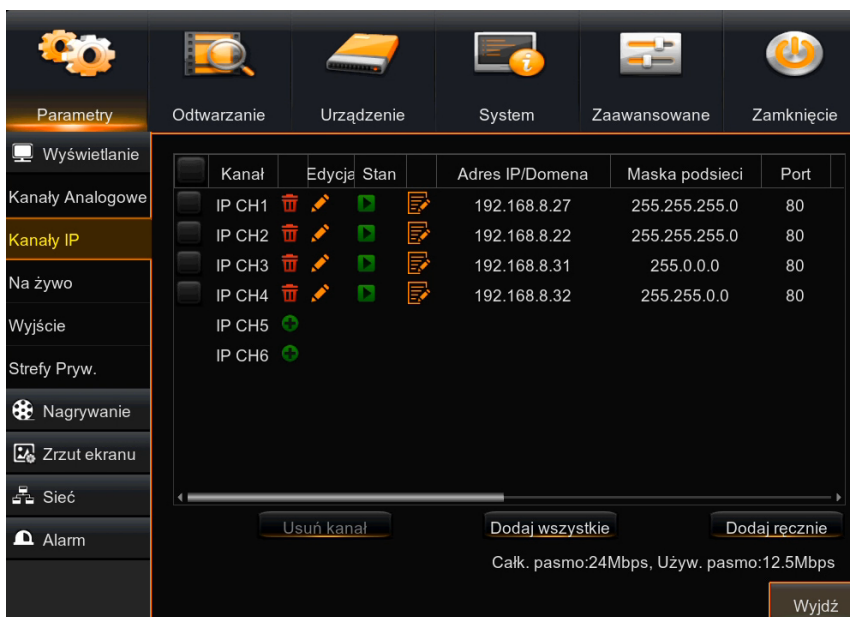 Parametry Odtwarzanie Urządzenie System Zaawansowane Zamknięcie
Wyświetlanie
Kanały Analogowe
Kanały IP
Na żywo
Wyjście
Strefy Pryw.
Nagrywanie
Zrzut ekranu
Sieć
Alarm
Kanał Edycja Stan Adres IP/Domena Maska podsieci Port
IP CH1 192.168.8.27 255.255.255.0 80
IP CH2 192.168.8.22 255.255.255.0 80
IP CH3 192.168.8.31 255.0.0.0 80
IP CH4 192.168.8.32 255.255.0.0 80
IP CH5
IP CH6
Usuń kanał Dodaj wszystkie Dodaj ręcznie
Całk. pasmo:24Mbps, Używ. pasmo:12.5Mbps
Wyjdź